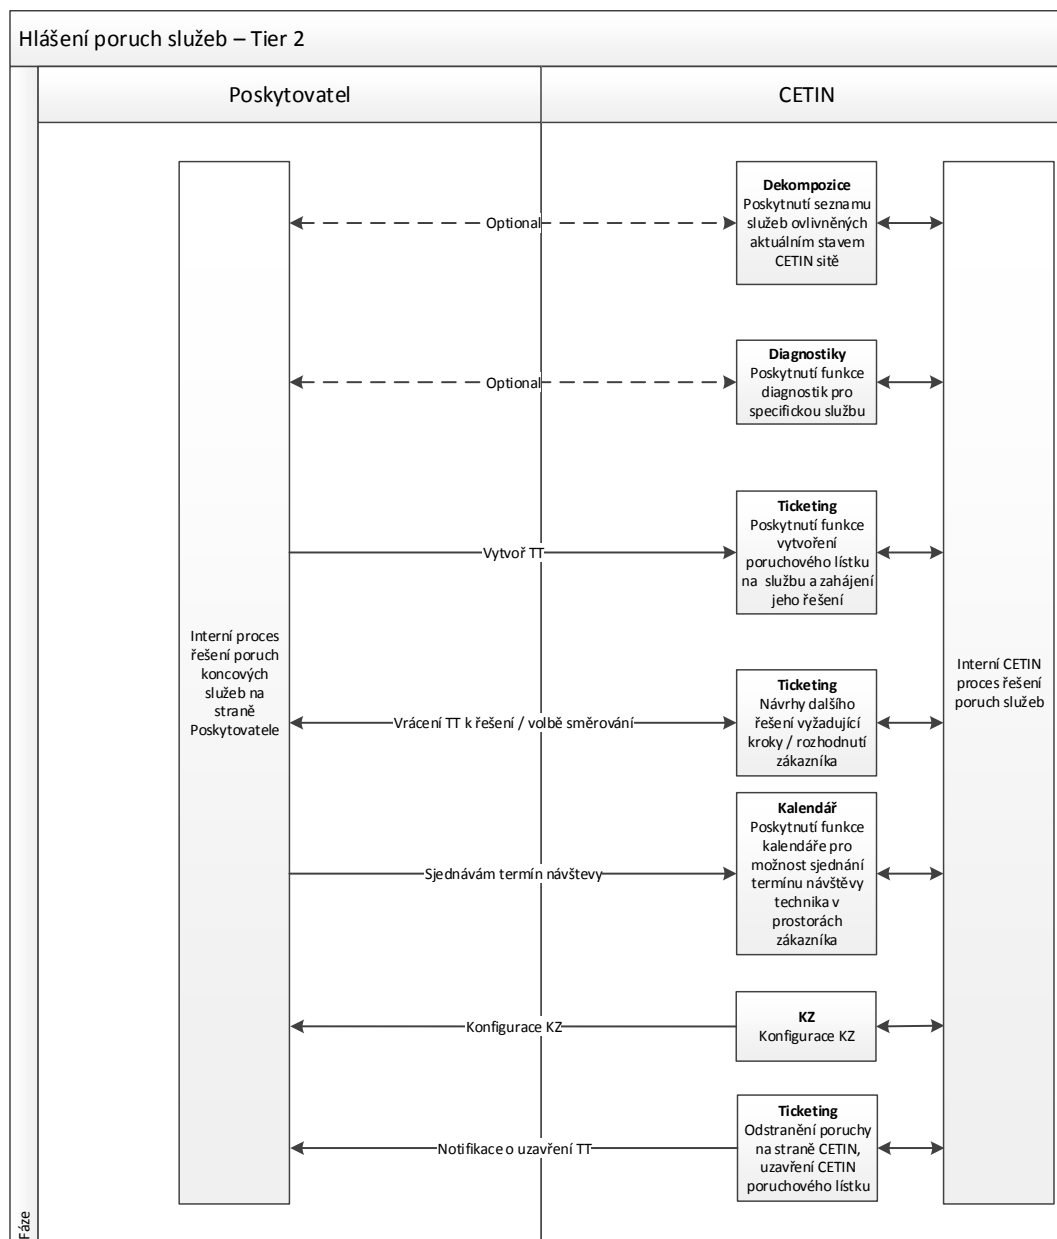 Hlášení poruch služeb – Tier 2
Poskytovatel
CETIN
Dekompozice
Poskytnutí seznamu
služeb ovlivněných
aktuálním stavem
CETIN sítě
Optional
Diagnostiky
Poskytnutí funkce
diagnostik pro
specifickou službu
Optional
Ticketing
Poskytnutí funkce
vytvoření
poruchového lístku
na službu a zahájení
jeho řešení
Vytvoř TT
Interní proces
řešení poruch
koncových
služeb na
straně
Poskytovatele
Interní CETIN
proces řešení
poruch služeb
Ticketing
Návrhy dalšího
řešení vyžadující
kroky / rozhodnutí
zákazníka
Vrácení TT k řešení / volbě směrování
Kalendář
Poskytnutí funkce
kalendáře pro
možnost sjednání
termínu návštěvy
technika v
prostorách
zákazníka
Sjednávám termín návštevy
KZ
Konfigurace KZ
Konfigurace KZ
Ticketing
Odstranění poruchy
na straně CETIN,
uzavření CETIN
poruchového lístku
Notifikace o uzavření TT
Fáze